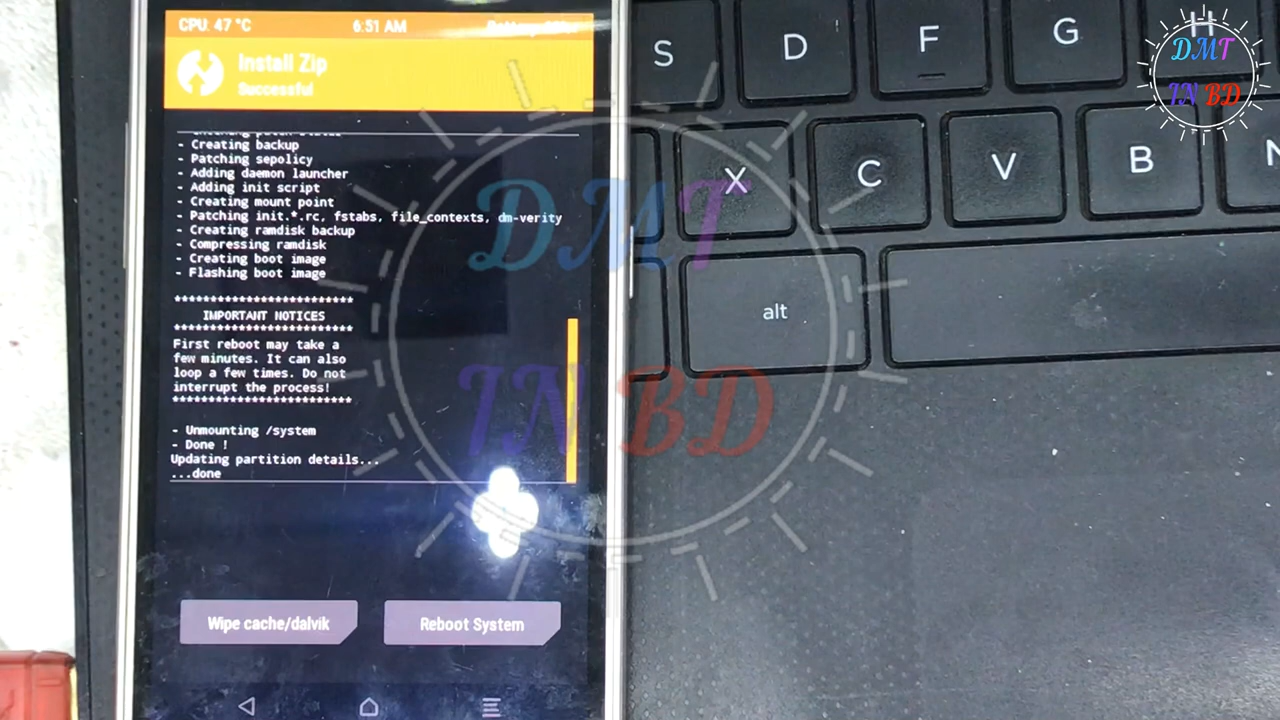 CPU: 47 °C
6:51 AM
Install Zip
Successful
- Creating backup
- Patching sepolicy
- Adding daemon launcher
- Adding init script
- Creating mount point
- Patching init.*.rc, fstabs, file_contexts, dm-verity
- Creating ramdisk backup
- Compressing ramdisk
- Creating boot image
- Flashing boot image
*************************
IMPORTANT NOTICES
*************************
First reboot may take a
few minutes. It can also
loop a few times. Do not
interrupt the process!
*************************
- Unmounting /system
- Done !
Updating partition details...
...done
Wipe cache/dalvik
Reboot System
S
D
F
G
H
X
C
V
B
N
alt
DMT
IN BD
DMT
IN BD